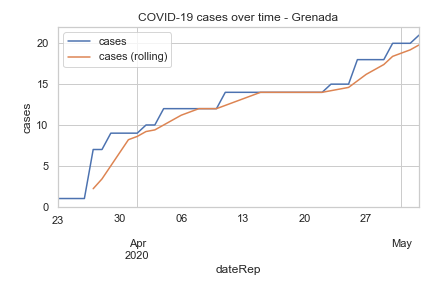 COVID-19 cases over time - Grenada
cases
cases (rolling)
20
15
10
5
0
cases
23 30 06 13 20 27
Apr May
2020
dateRep